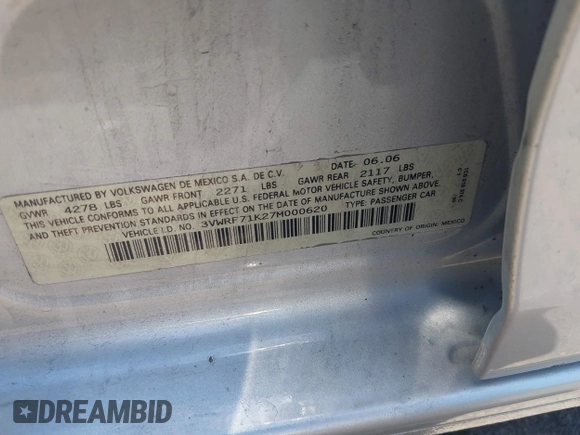 MANUFACTURED BY VOLKSWAGEN DE MEXICO S.A. DE C.V. DATE 06.06
GVWR 4278 LBS GAWR FRONT 2271 LBS GAWR REAR 2117 LBS
THIS VEHICLE CONFORMS TO ALL APPLICABLE U.S. FEDERAL MOTOR VEHICLE SAFETY, BUMPER,
AND THEFT PREVENTION STANDARDS IN EFFECT ON THE DATE OF MANUFACTURE SHOWN ABOVE.
VEHICLE I.D. NO. 3VWRF71K27M000620 TYPE: PASSENGER CAR
COUNTRY OF ORIGIN: MEXICO
DREAMBID